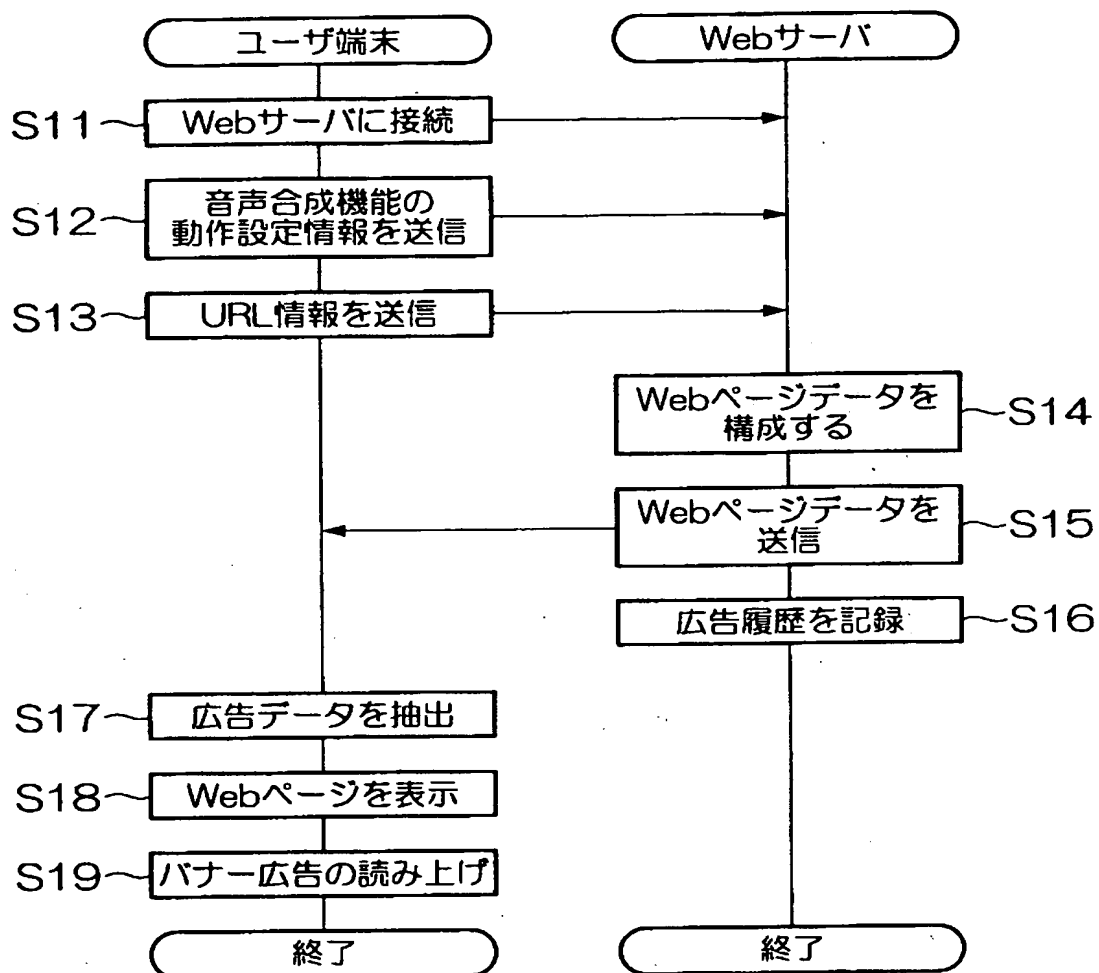 ユーザ端末
Webサーバ
S11
Webサーバに接続
S12
音声合成機能の
動作設定情報を送信
S13
URL情報を送信
Webページデータを
構成する
S14
Webページデータを
送信
S15
広告履歴を記録
S16
S17
広告データを抽出
S18
Webページを表示
S19
バナー広告の読み上げ
終了
終了